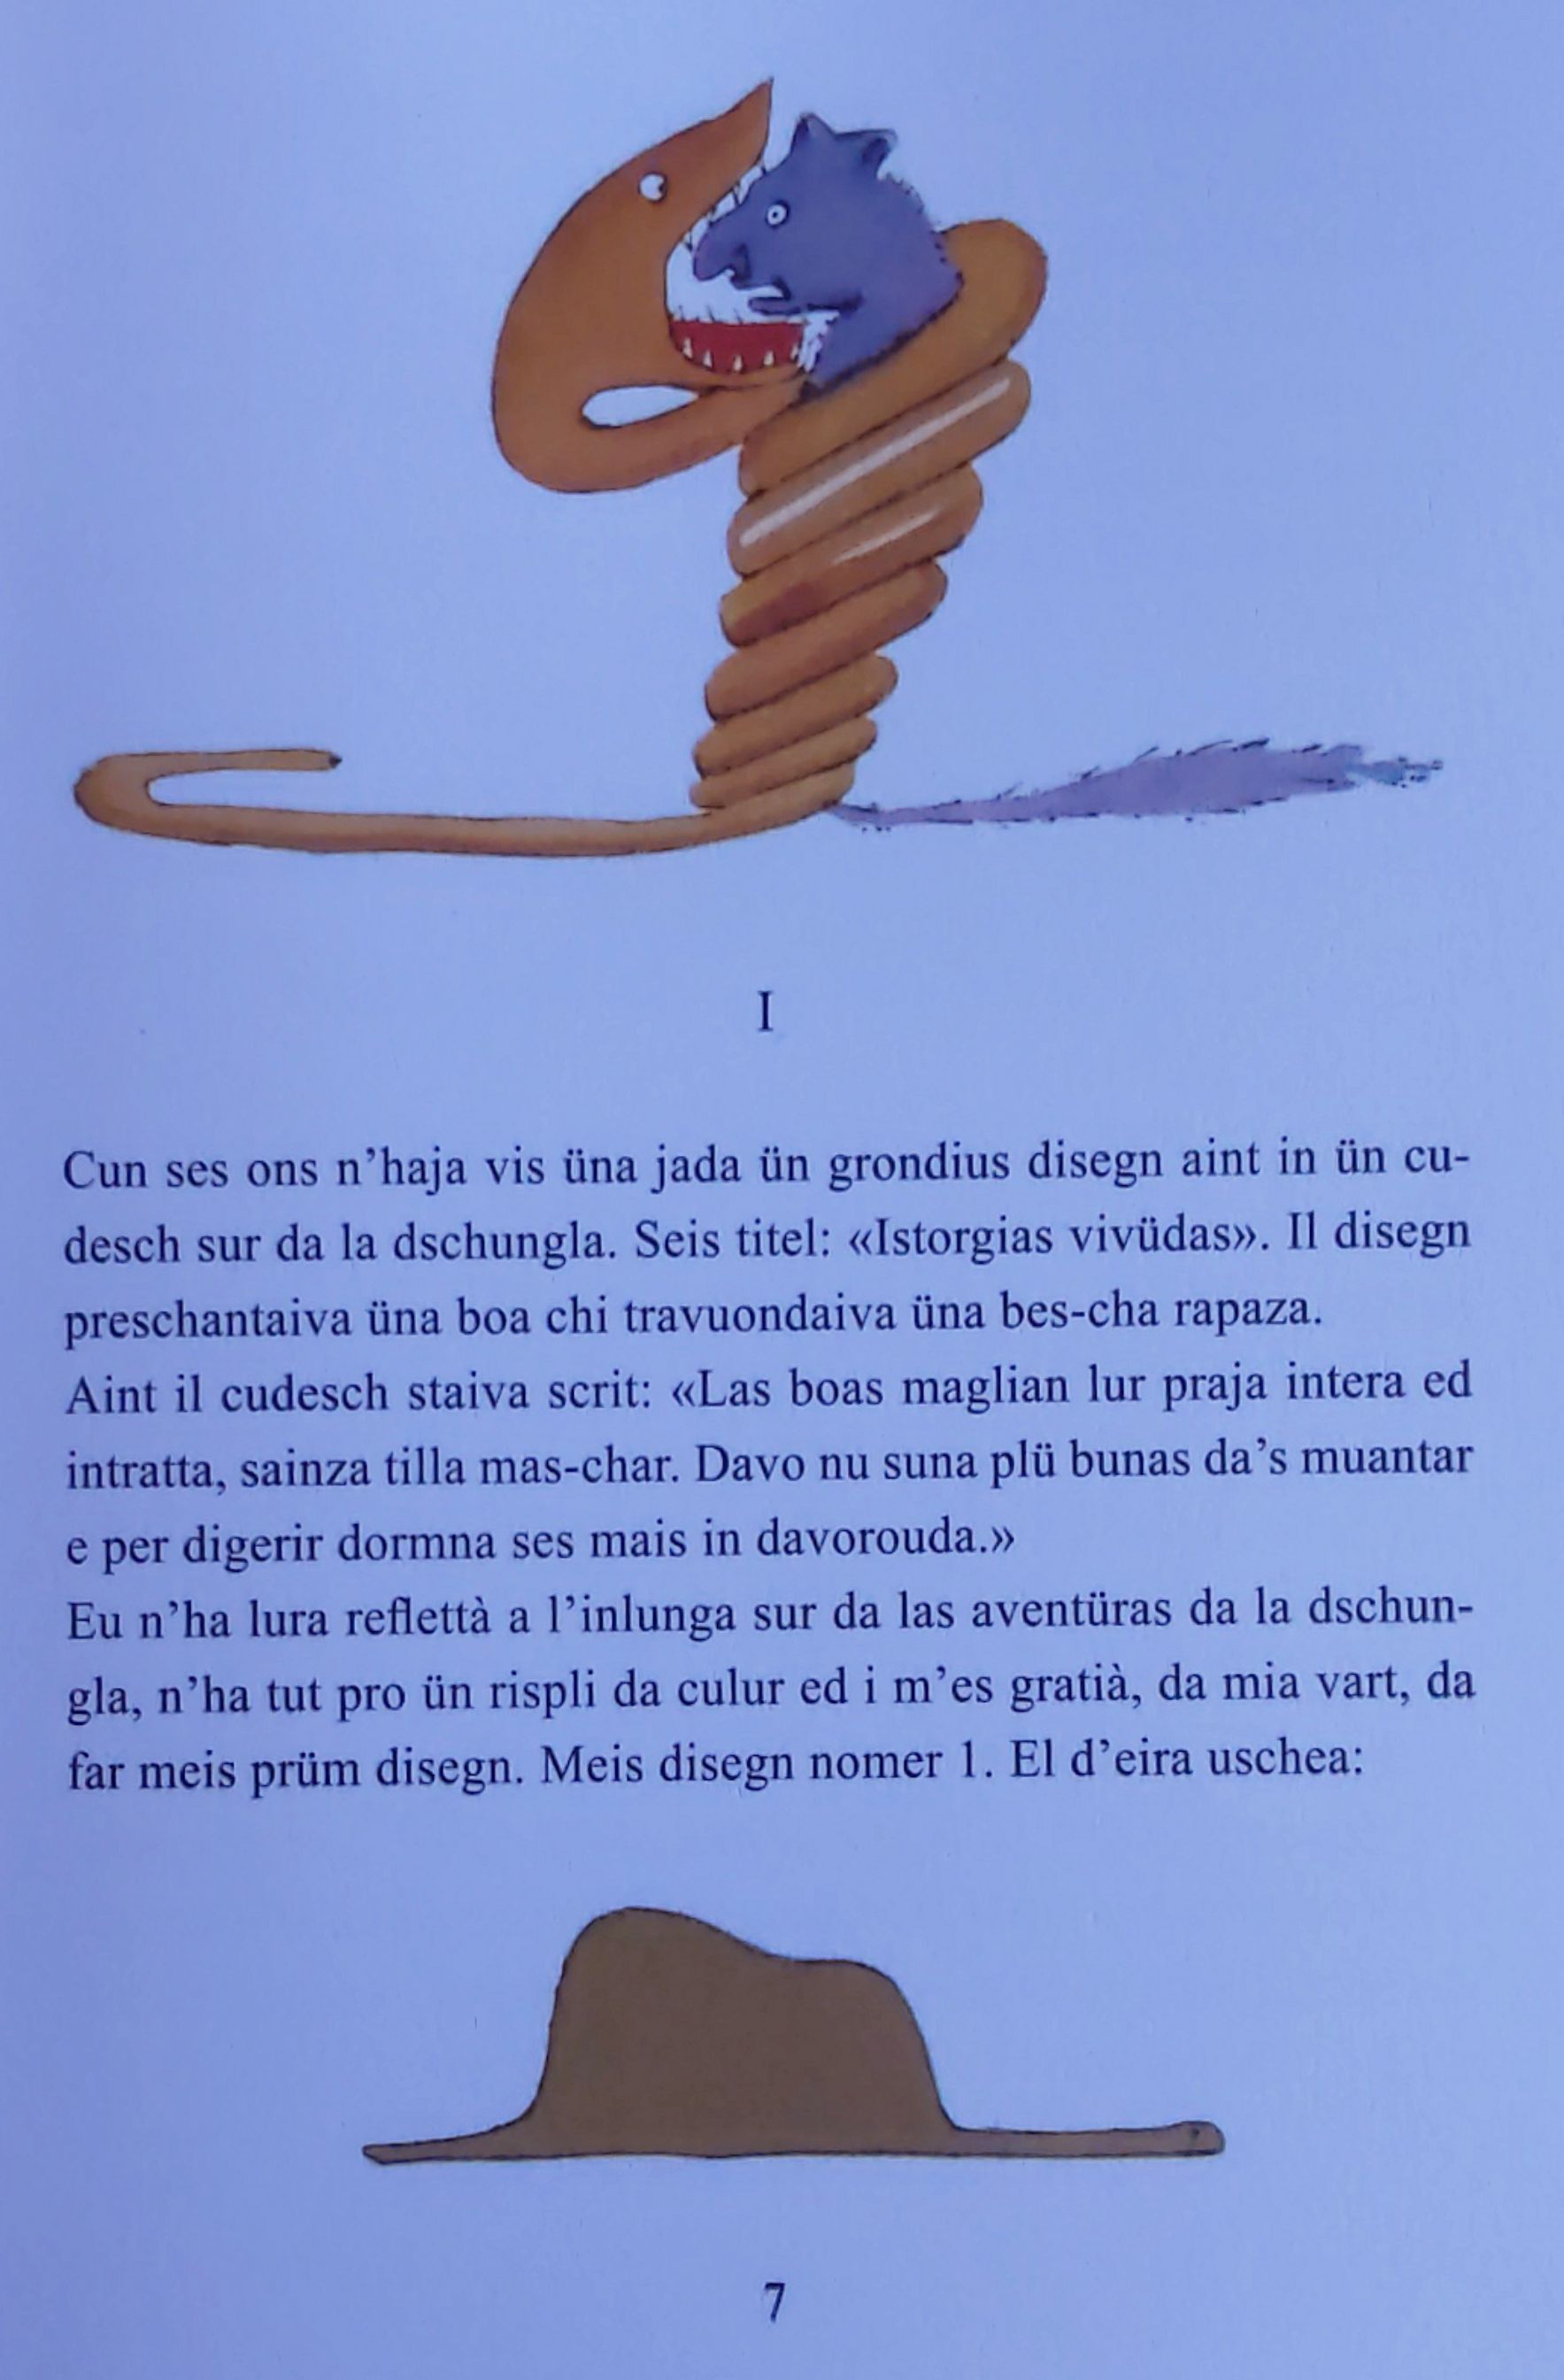 I
Cun ses ons n’haja vis üna jada ün grondius disegn aint in ün cu-
desch sur da la dschungla. Seis titel: «Istorgias vivüdas». Il disegn
preschantaiva üna boa chi travuondaiva üna bes-cha rapaza.
Aint il cudesch staiva scrit: «Las boas maglian lur praja intera ed
intratta, sainza tilla mas-char. Davo nu suna plü bunas da’s muantar
e per digerir dormna ses mais in davorouda.»
Eu n’ha lura reflettà a l’inlunga sur da las aventüras da la dschun-
gla, n’ha tut pro ün rispli da culur ed i m’es gratià, da mia vart, da
far meis prüm disegn. Meis disegn nomer 1. El d’eira uschea:
7